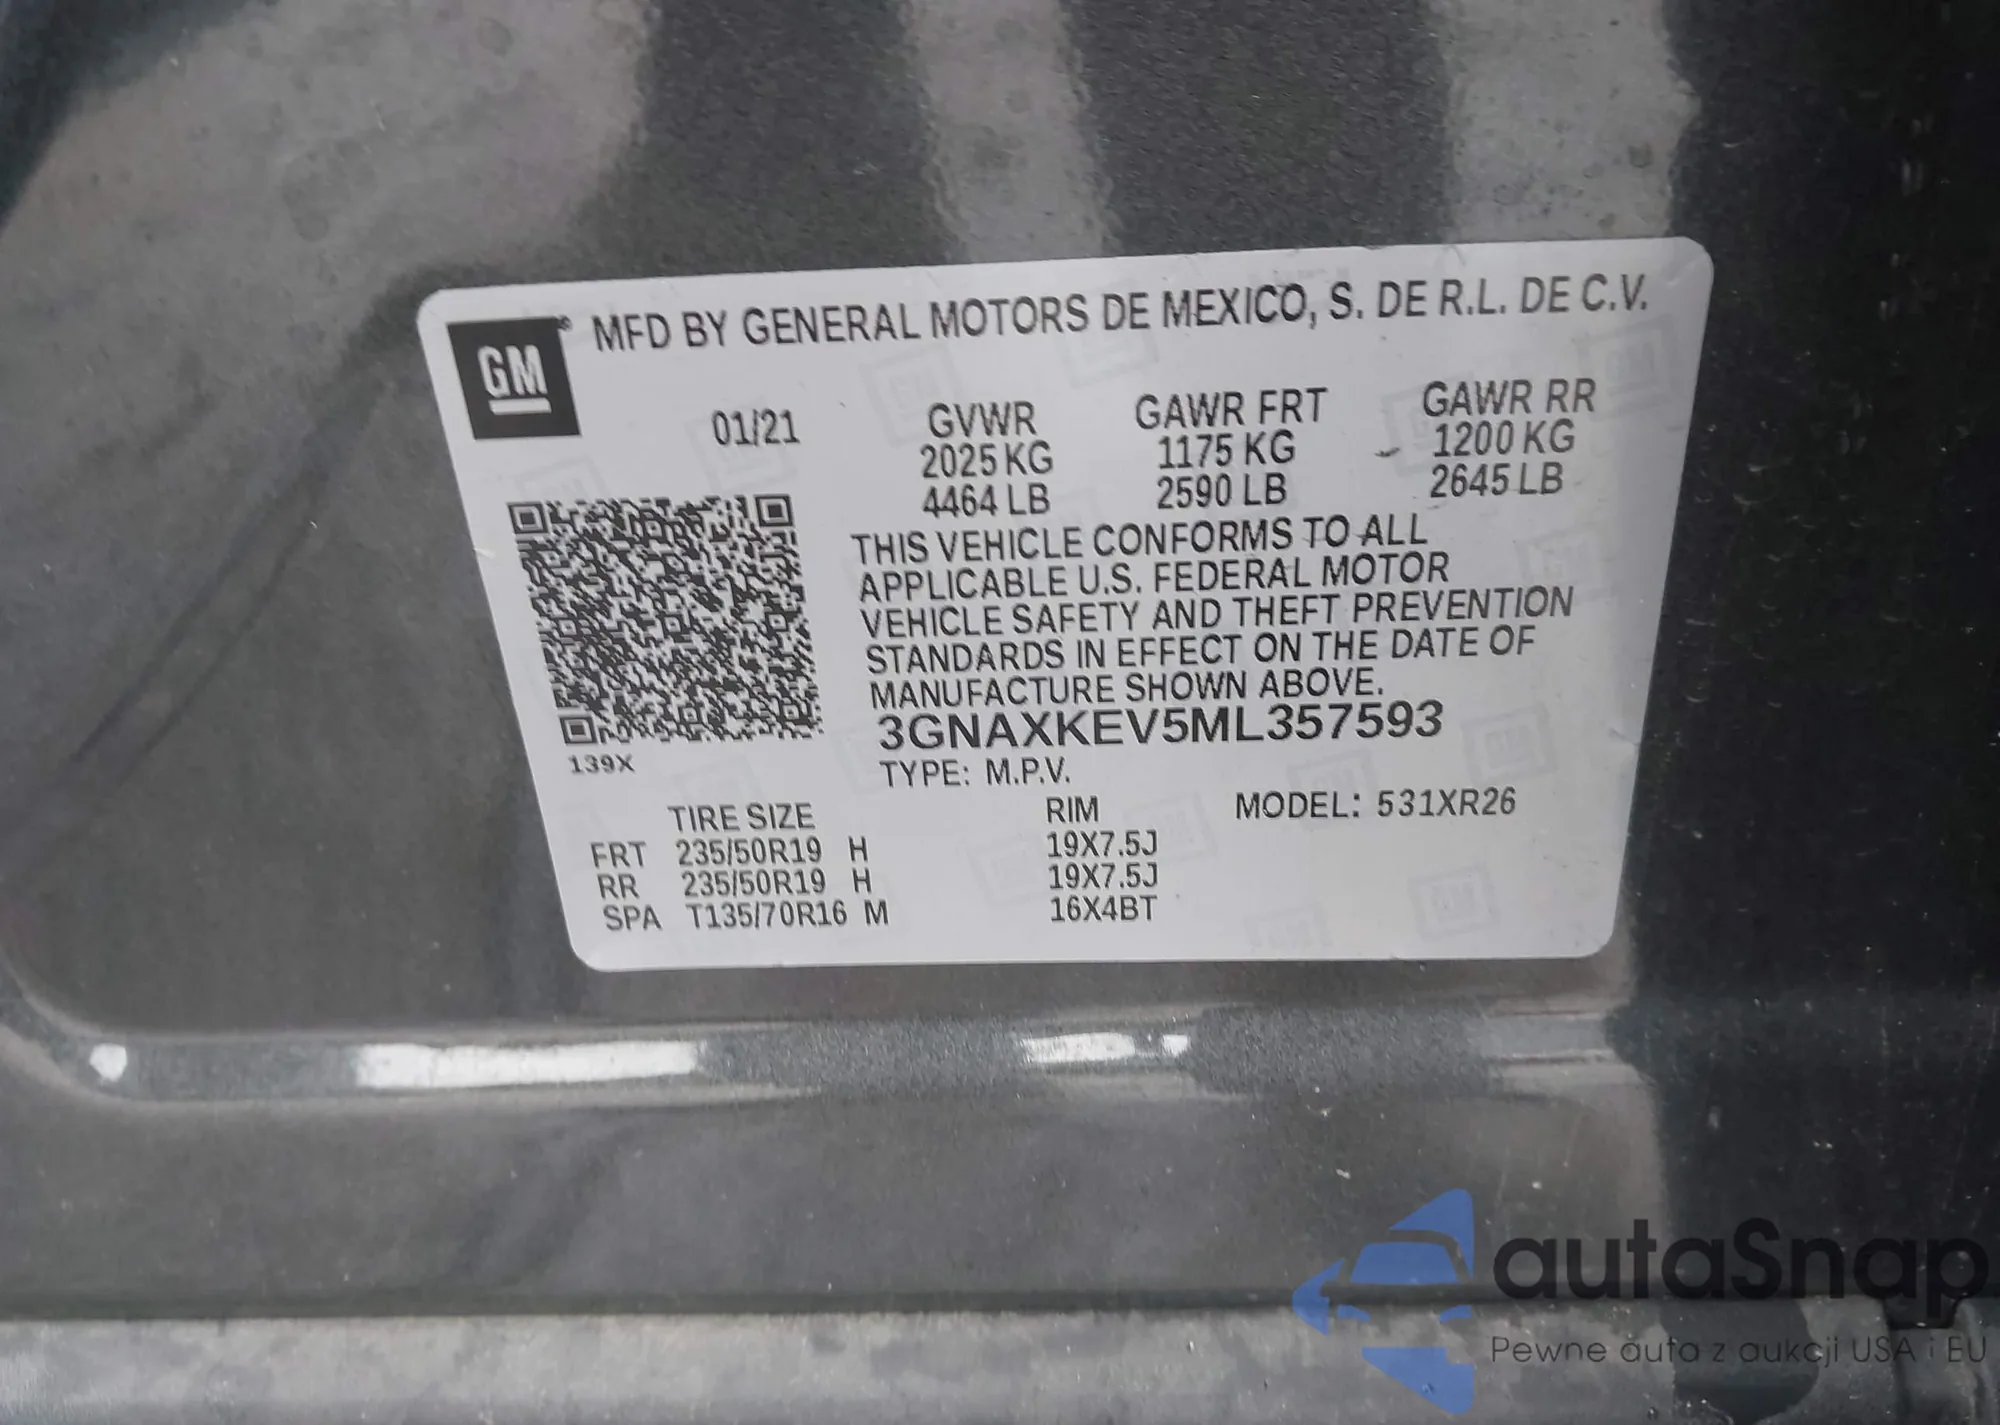 GM
MFD BY GENERAL MOTORS DE MEXICO, S. DE R.L. DE C.V.
01/21 GVWR GAWR FRT GAWR RR
2025 KG 1175 KG 1200 KG
4464 LB 2590 LB 2645 LB
THIS VEHICLE CONFORMS TO ALL
APPLICABLE U.S. FEDERAL MOTOR
VEHICLE SAFETY AND THEFT PREVENTION
STANDARDS IN EFFECT ON THE DATE OF
MANUFACTURE SHOWN ABOVE.
3GNAXKEV5ML357593
139X
TYPE: M.P.V.
TIRE SIZE RIM MODEL: 531XR26
FRT 235/50R19 H 19X7.5J
RR 235/50R19 H 19X7.5J
SPA T135/70R16 M 16X4BT
autaSnap
Pewne auta z aukcji USA i EU